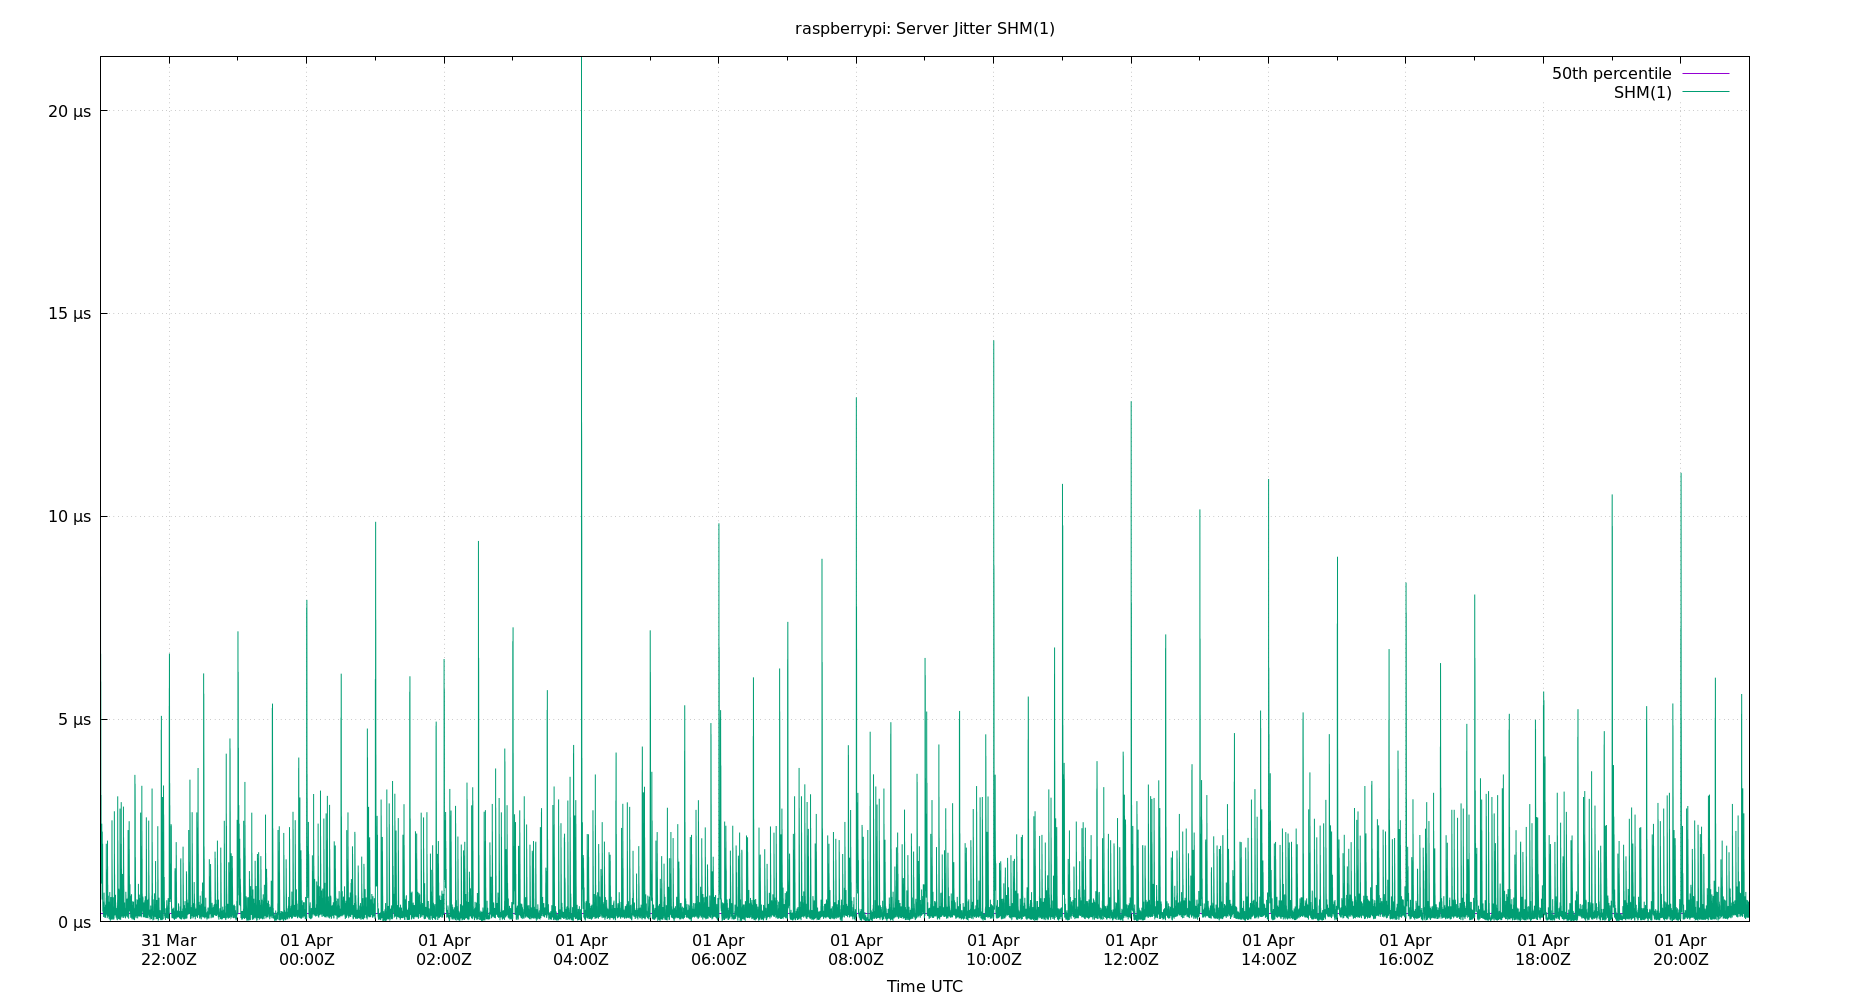 raspberrypi: Server Jitter SHM(1)
50th percentile
SHM(1)
20 µs
15 µs
10 µs
5 µs
0 µs
31 Mar 01 Apr 01 Apr 01 Apr 01 Apr 01 Apr 01 Apr 01 Apr 01 Apr 01 Apr 01 Apr 01 Apr
22:00Z 00:00Z 02:00Z 04:00Z 06:00Z 08:00Z 10:00Z 12:00Z 14:00Z 16:00Z 18:00Z 20:00Z
Time UTC